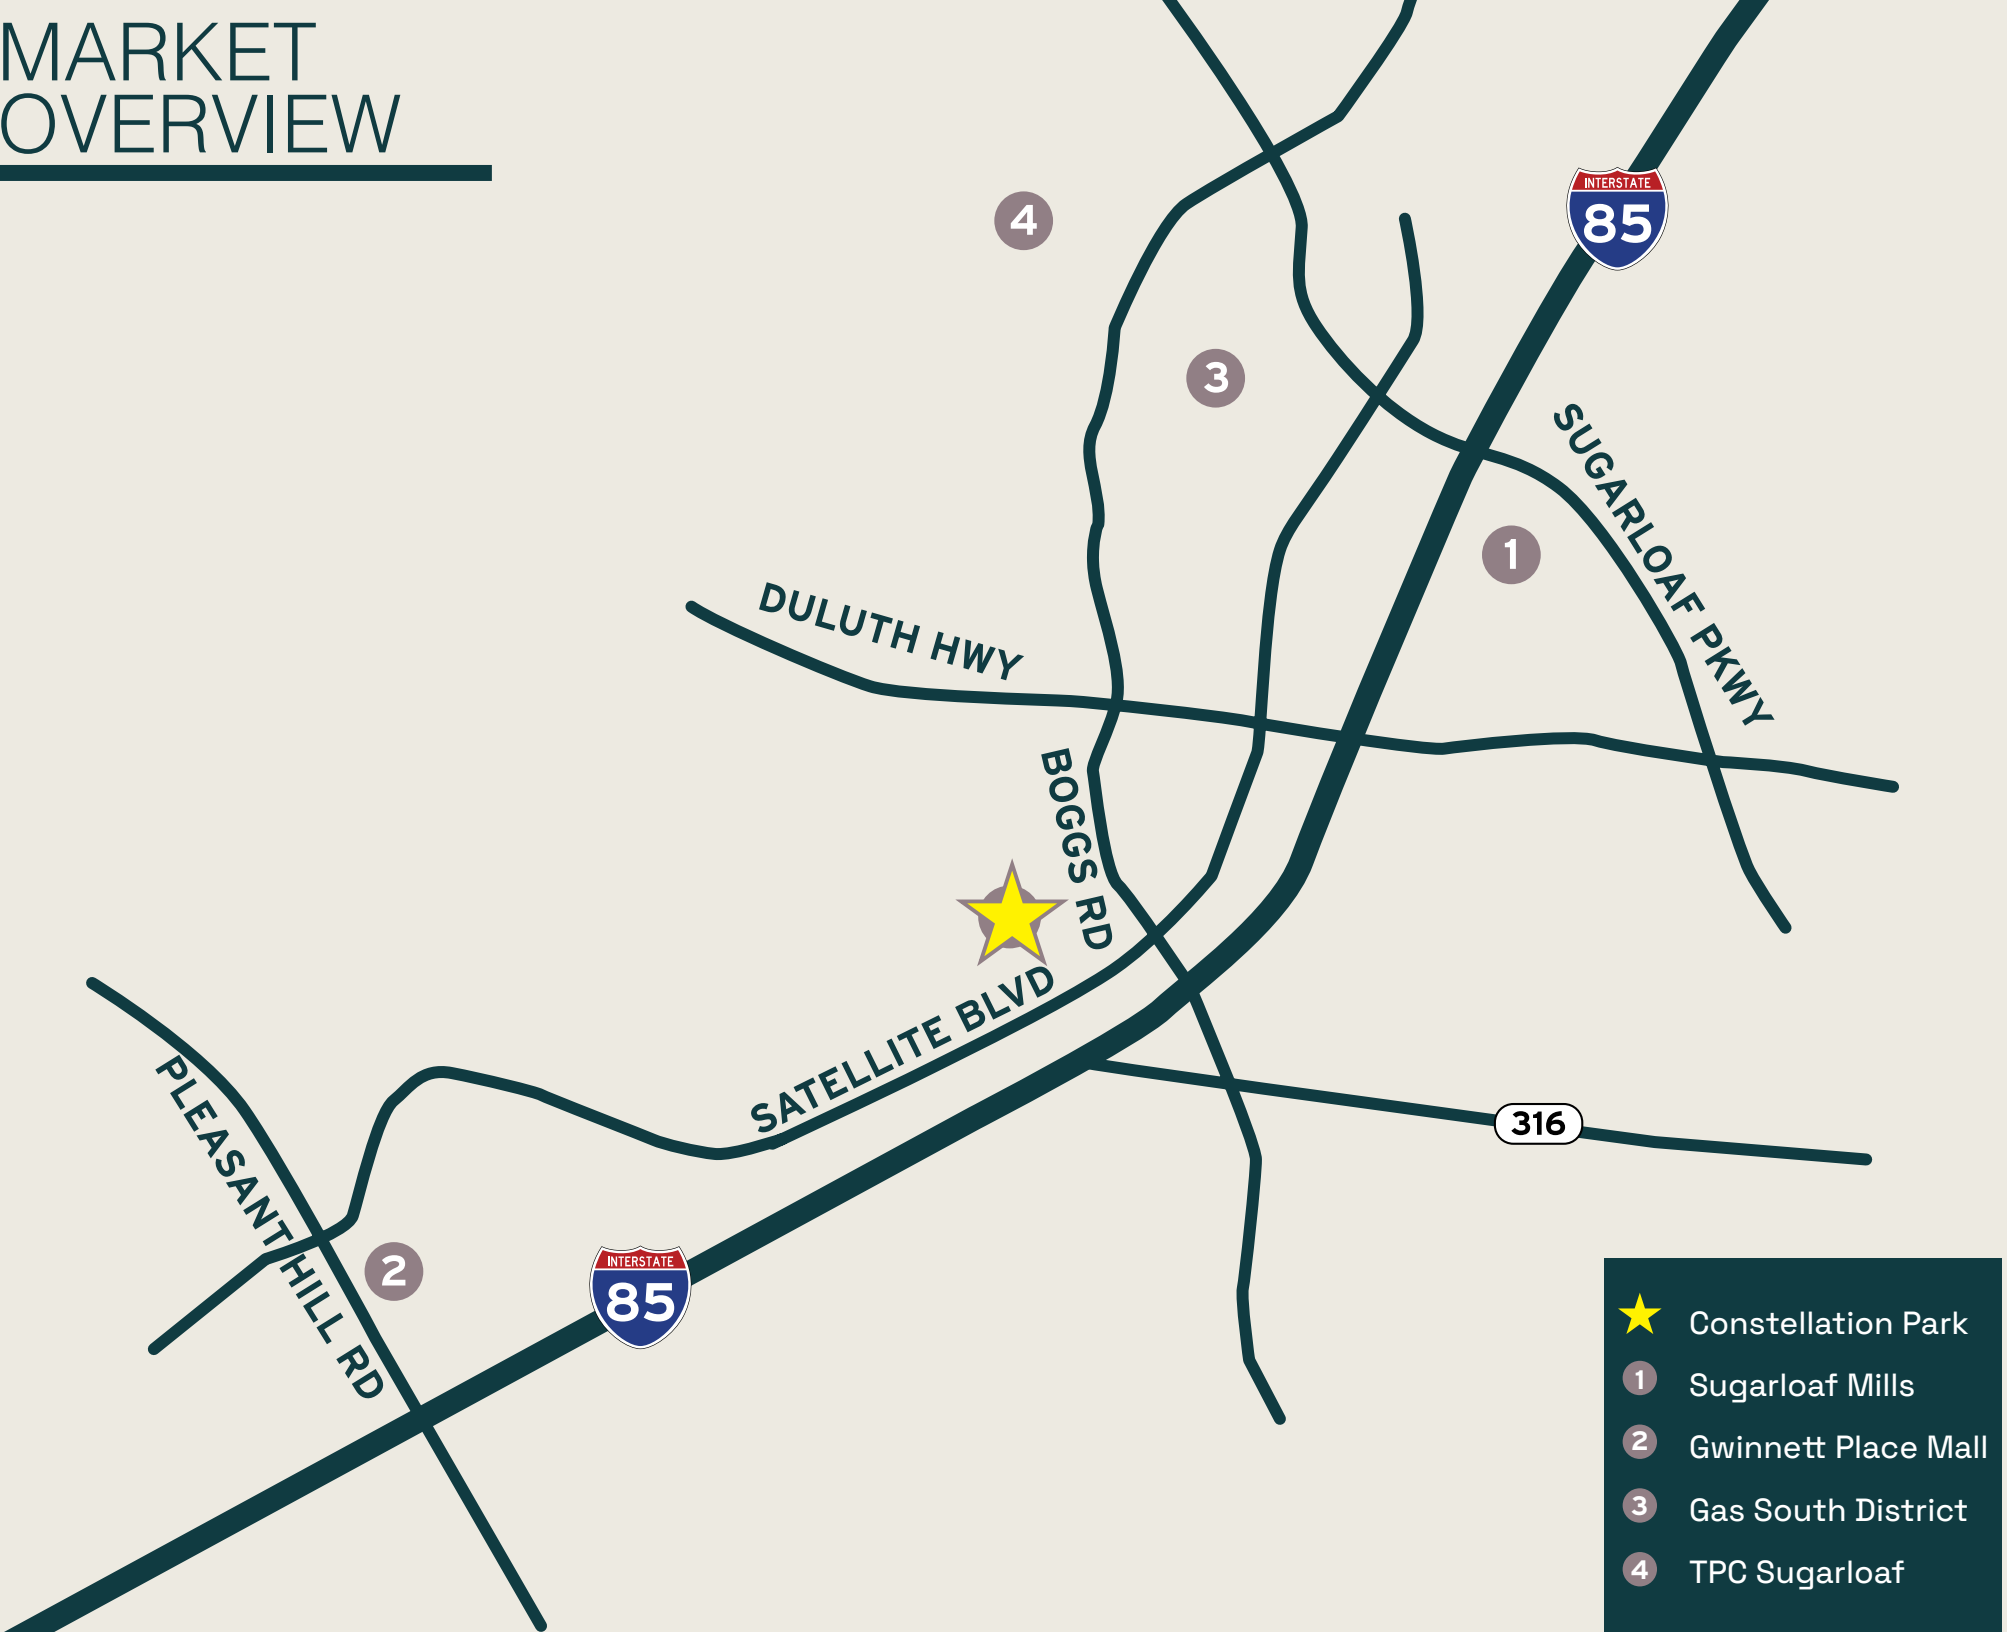 MARKET
OVERVIEW
INTERSTATE
85
4
3
SUGARLOAF PKWY
1
DULUTH HWY
BOGGS RD
SATELLITE BLVD
PLEASANT HILL RD
316
2
INTERSTATE
85
Constellation Park
1 Sugarloaf Mills
2 Gwinnett Place Mall
3 Gas South District
4 TPC Sugarloaf